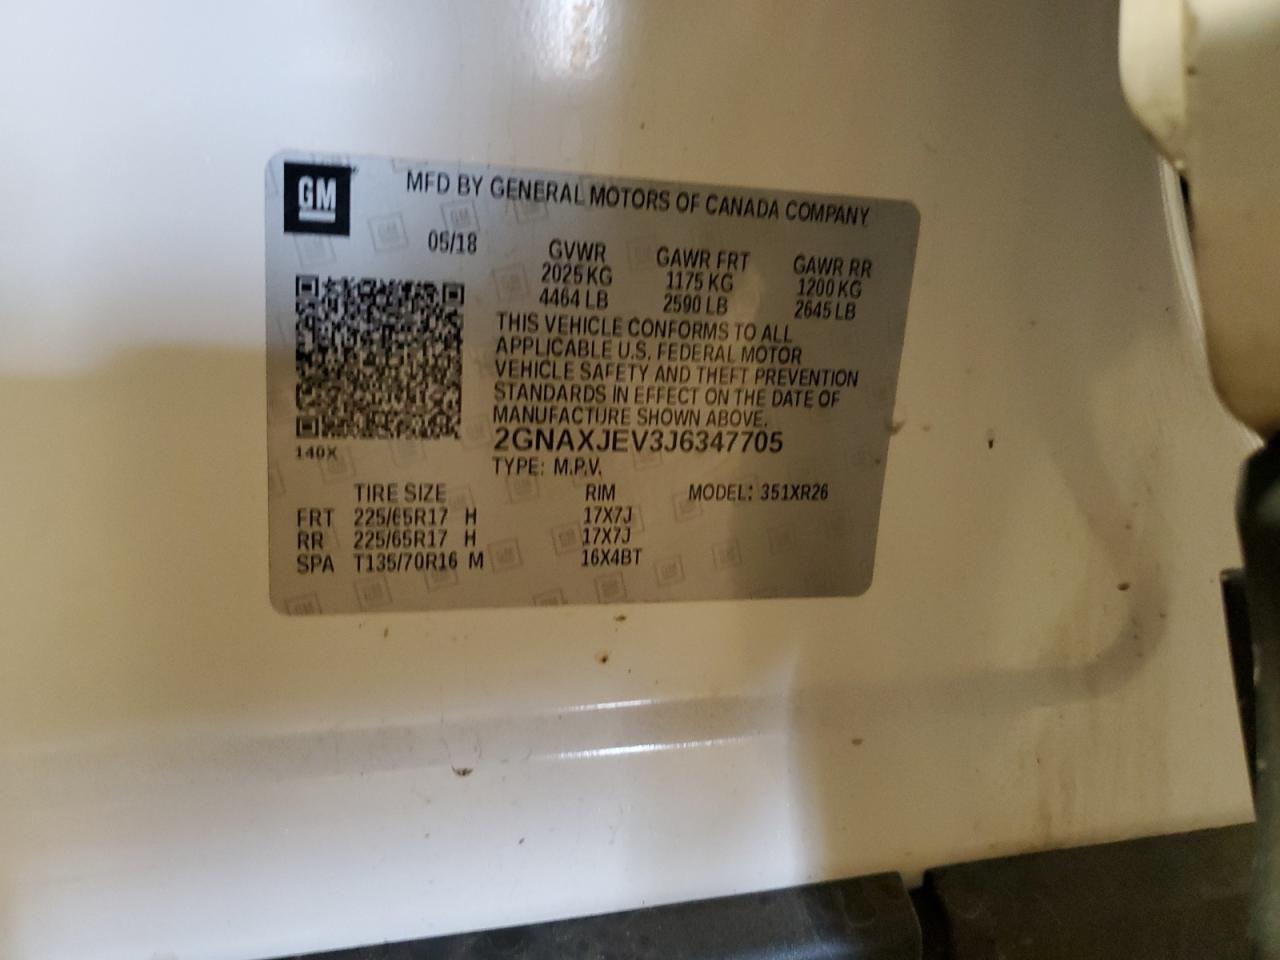 GM
MFD BY GENERAL MOTORS OF CANADA COMPANY
05/18
GVWR GAWR FRT GAWR RR
2025 KG 1175 KG 1200 KG
4464 LB 2590 LB 2645 LB
THIS VEHICLE CONFORMS TO ALL
APPLICABLE U.S. FEDERAL MOTOR
VEHICLE SAFETY AND THEFT PREVENTION
STANDARDS IN EFFECT ON THE DATE OF
MANUFACTURE SHOWN ABOVE.
2GNAXJEV3J6347705
140X
TYPE: M.P.V.
TIRE SIZE RIM MODEL: 351XR26
FRT 225/65R17 H 17X7J
RR 225/65R17 H 17X7J
SPA T135/70R16 M 16X4BT